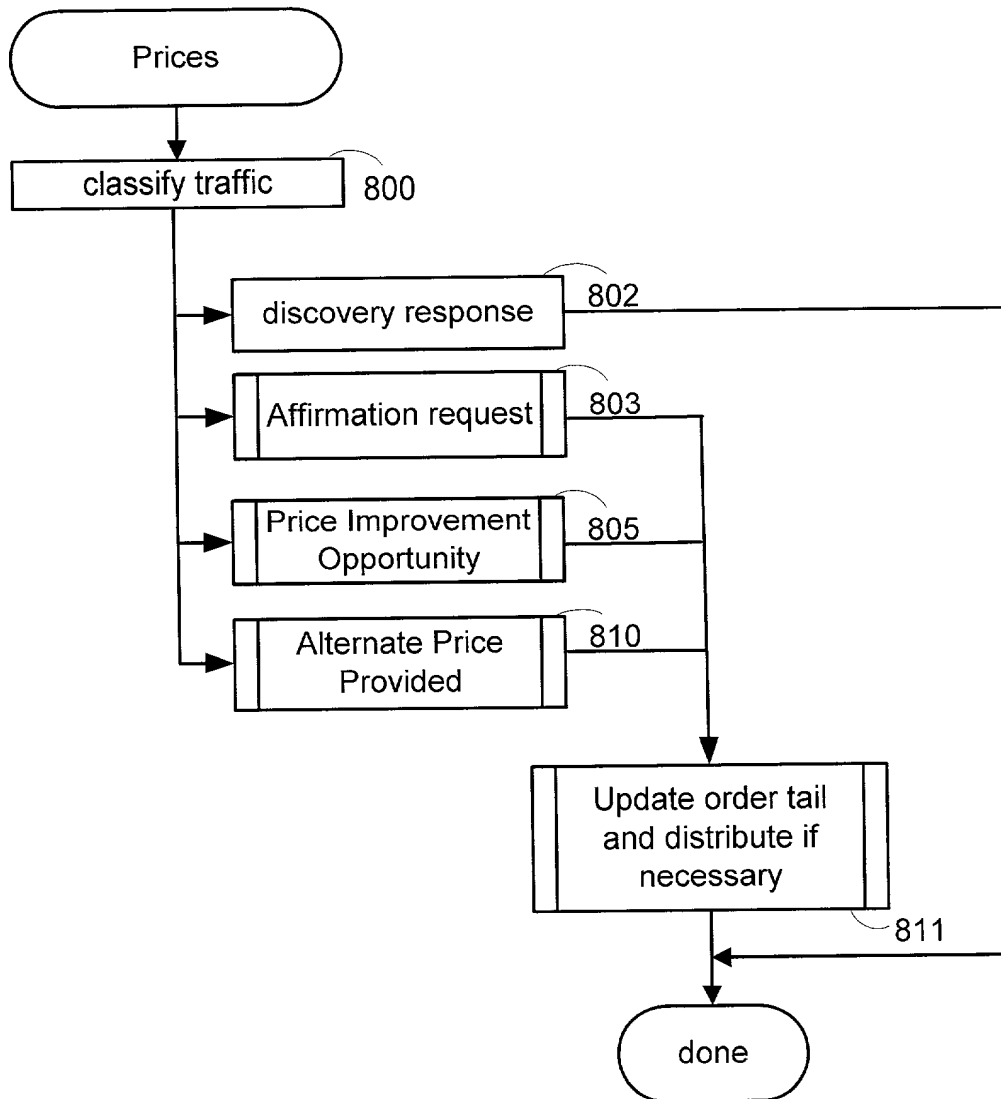 Prices
classify traffic
800
discovery response
802
Affirmation request
803
Price Improvement
Opportunity
805
Alternate Price
Provided
810
Update order tail
and distribute if
necessary
811
done